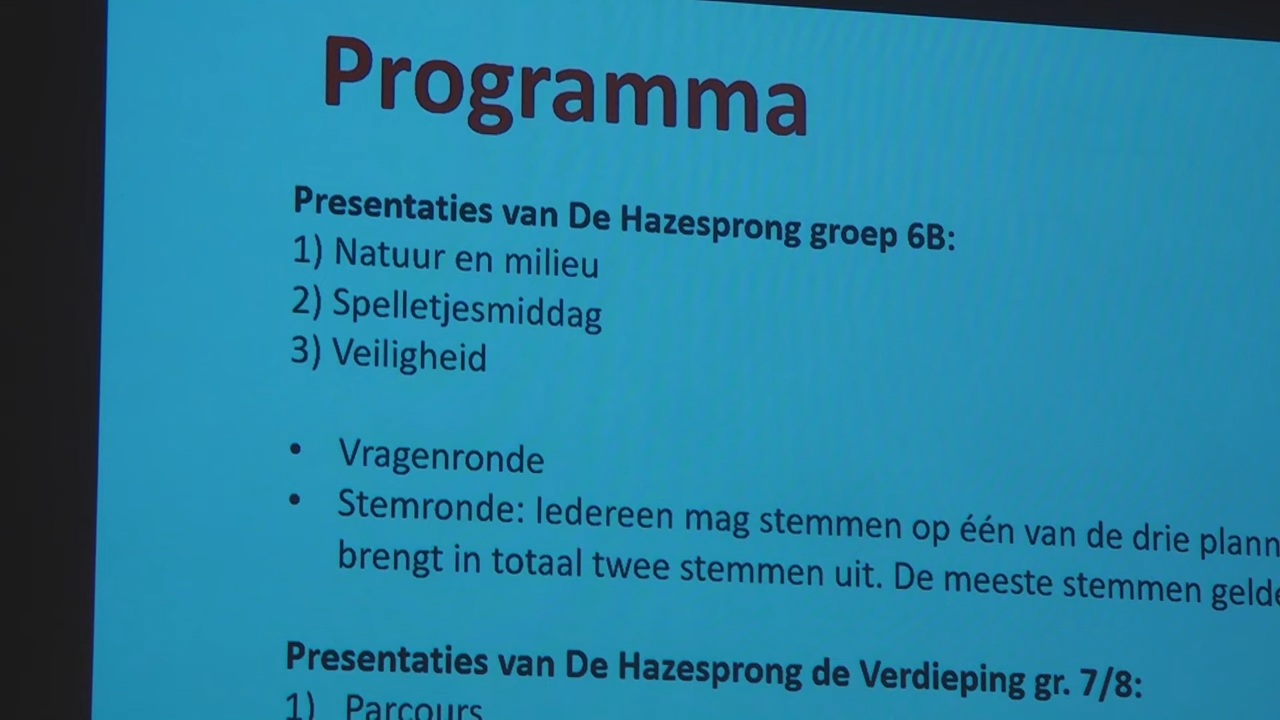 Programma
Presentaties van De Hazesprong groep 6B:
1) Natuur en milieu
2) Spelletjesmiddag
3) Veiligheid
• Vragenronde
• Stemronde: Iedereen mag stemmen op één van de drie plann
brengt in totaal twee stemmen uit. De meeste stemmen geld
Presentaties van De Hazesprong de Verdieping gr. 7/8:
1) Parcours